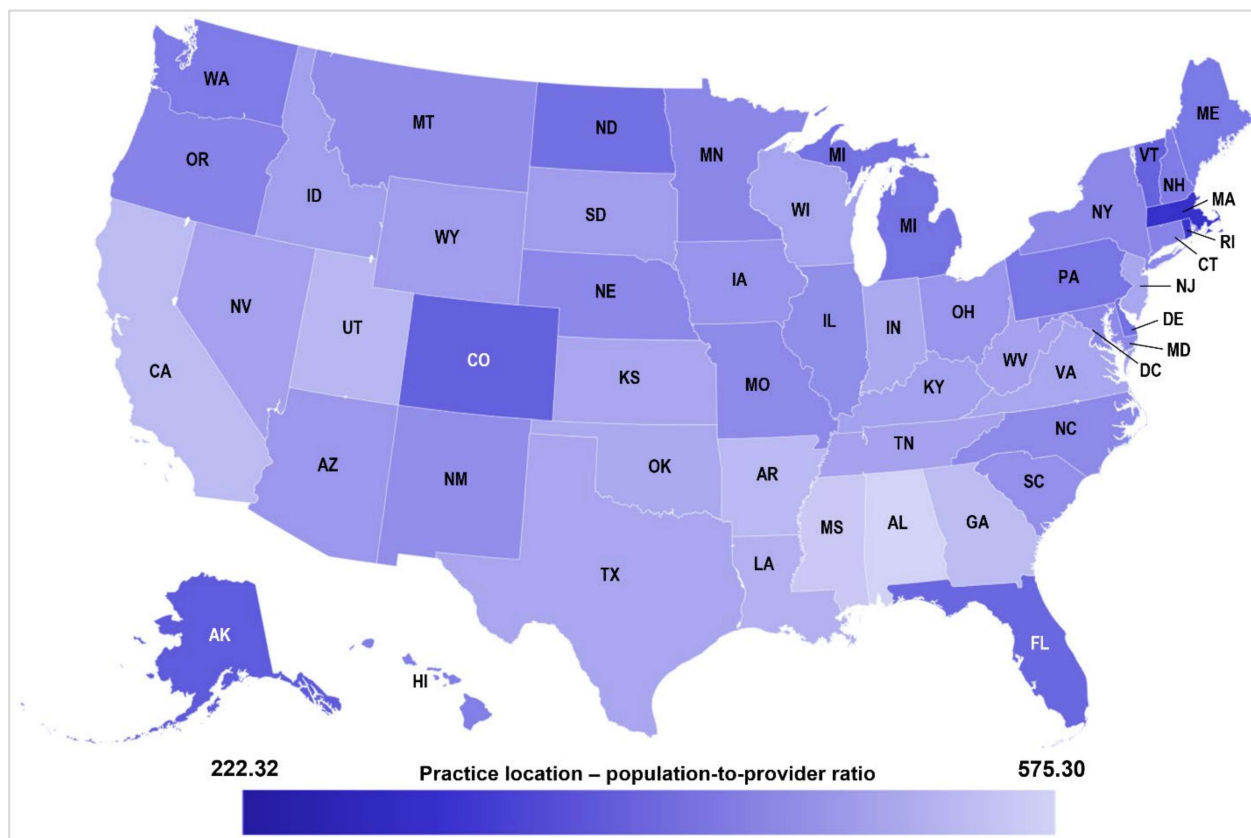 WA
MT
ND
MN
OR
ID
WY
SD
WI
MI
MI
ME
VT
NH
NY
MA
RI
CT
NJ
PA
DE
MD
DC
NV
UT
CO
NE
IA
IL
IN
OH
WV
VA
CA
KS
MO
KY
AZ
NM
OK
AR
TN
NC
SC
TX
LA
MS
AL
GA
FL
AK
HI
222.32 Practice location – population-to-provider ratio 575.30